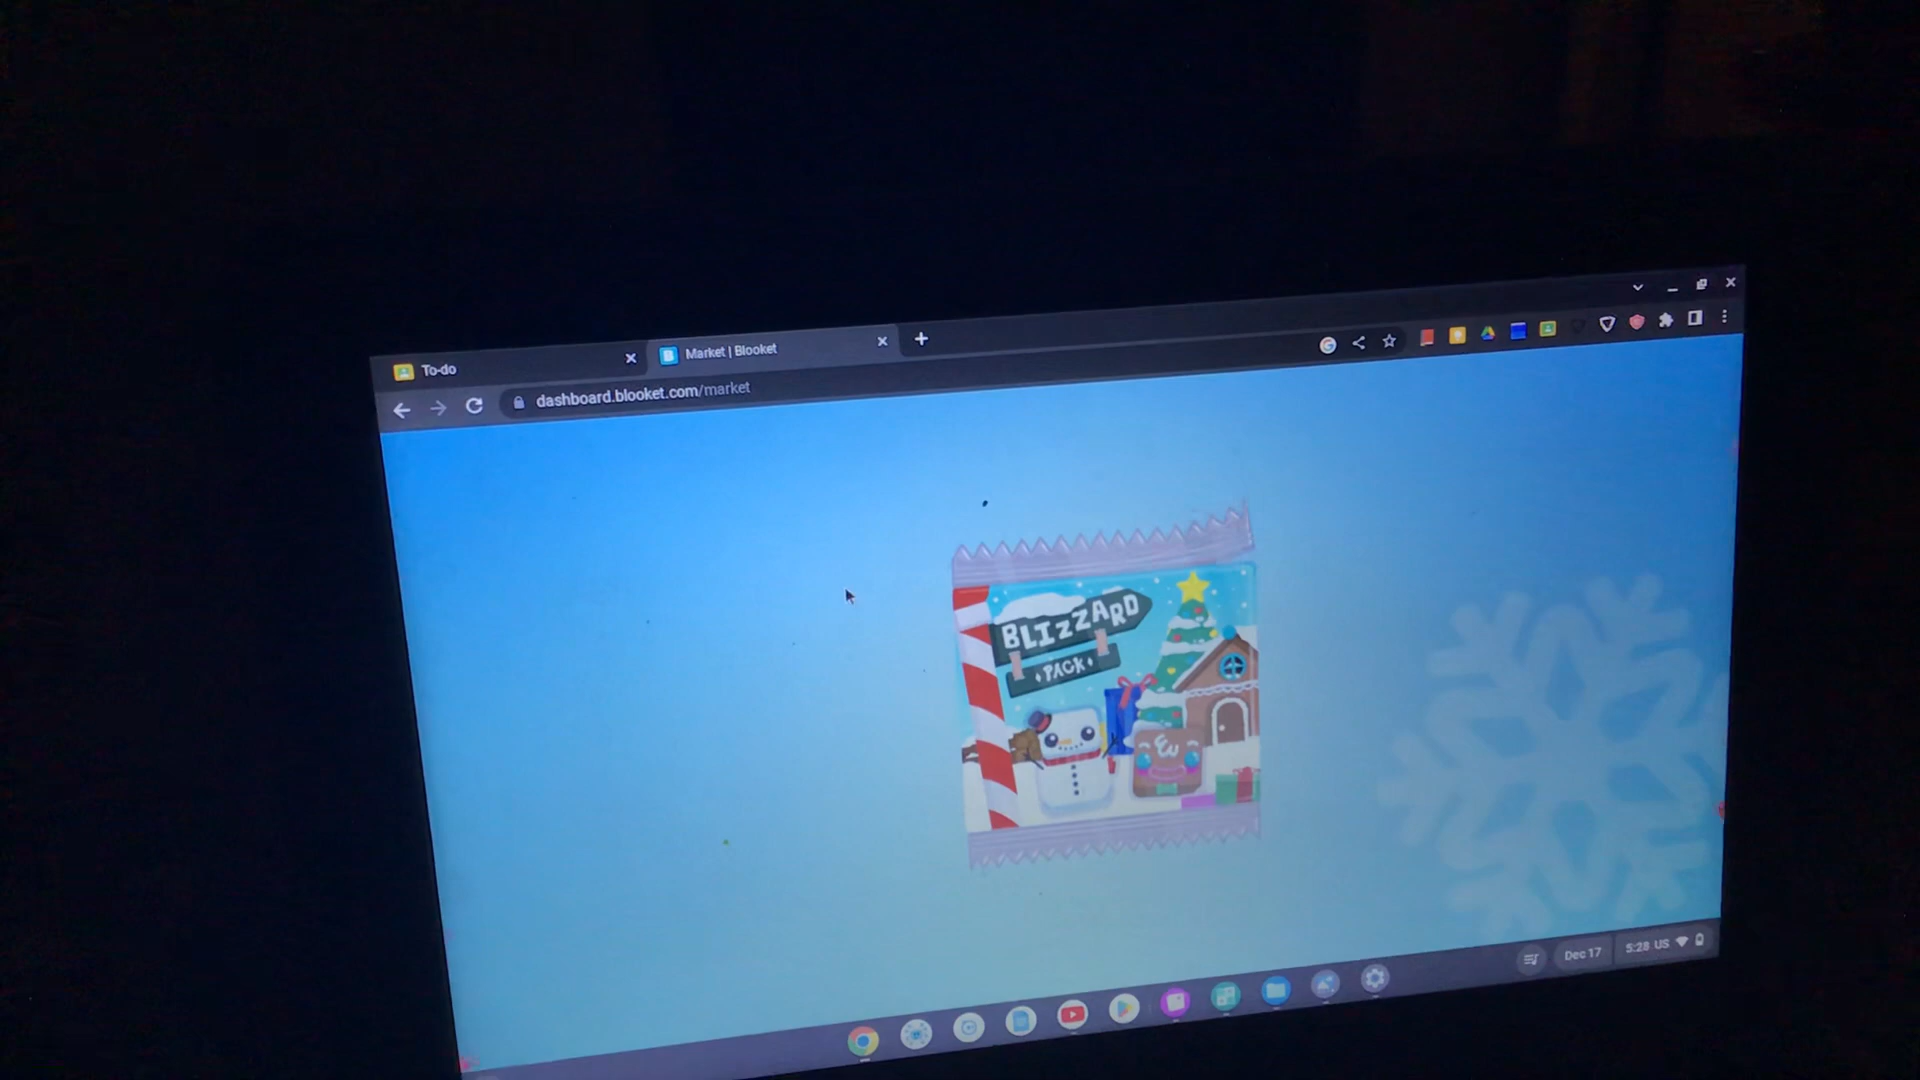 To-do
Market | Blooket
dashboard.blooket.com/market
BLIZZARD
PACK
Dec 17
5:28 US